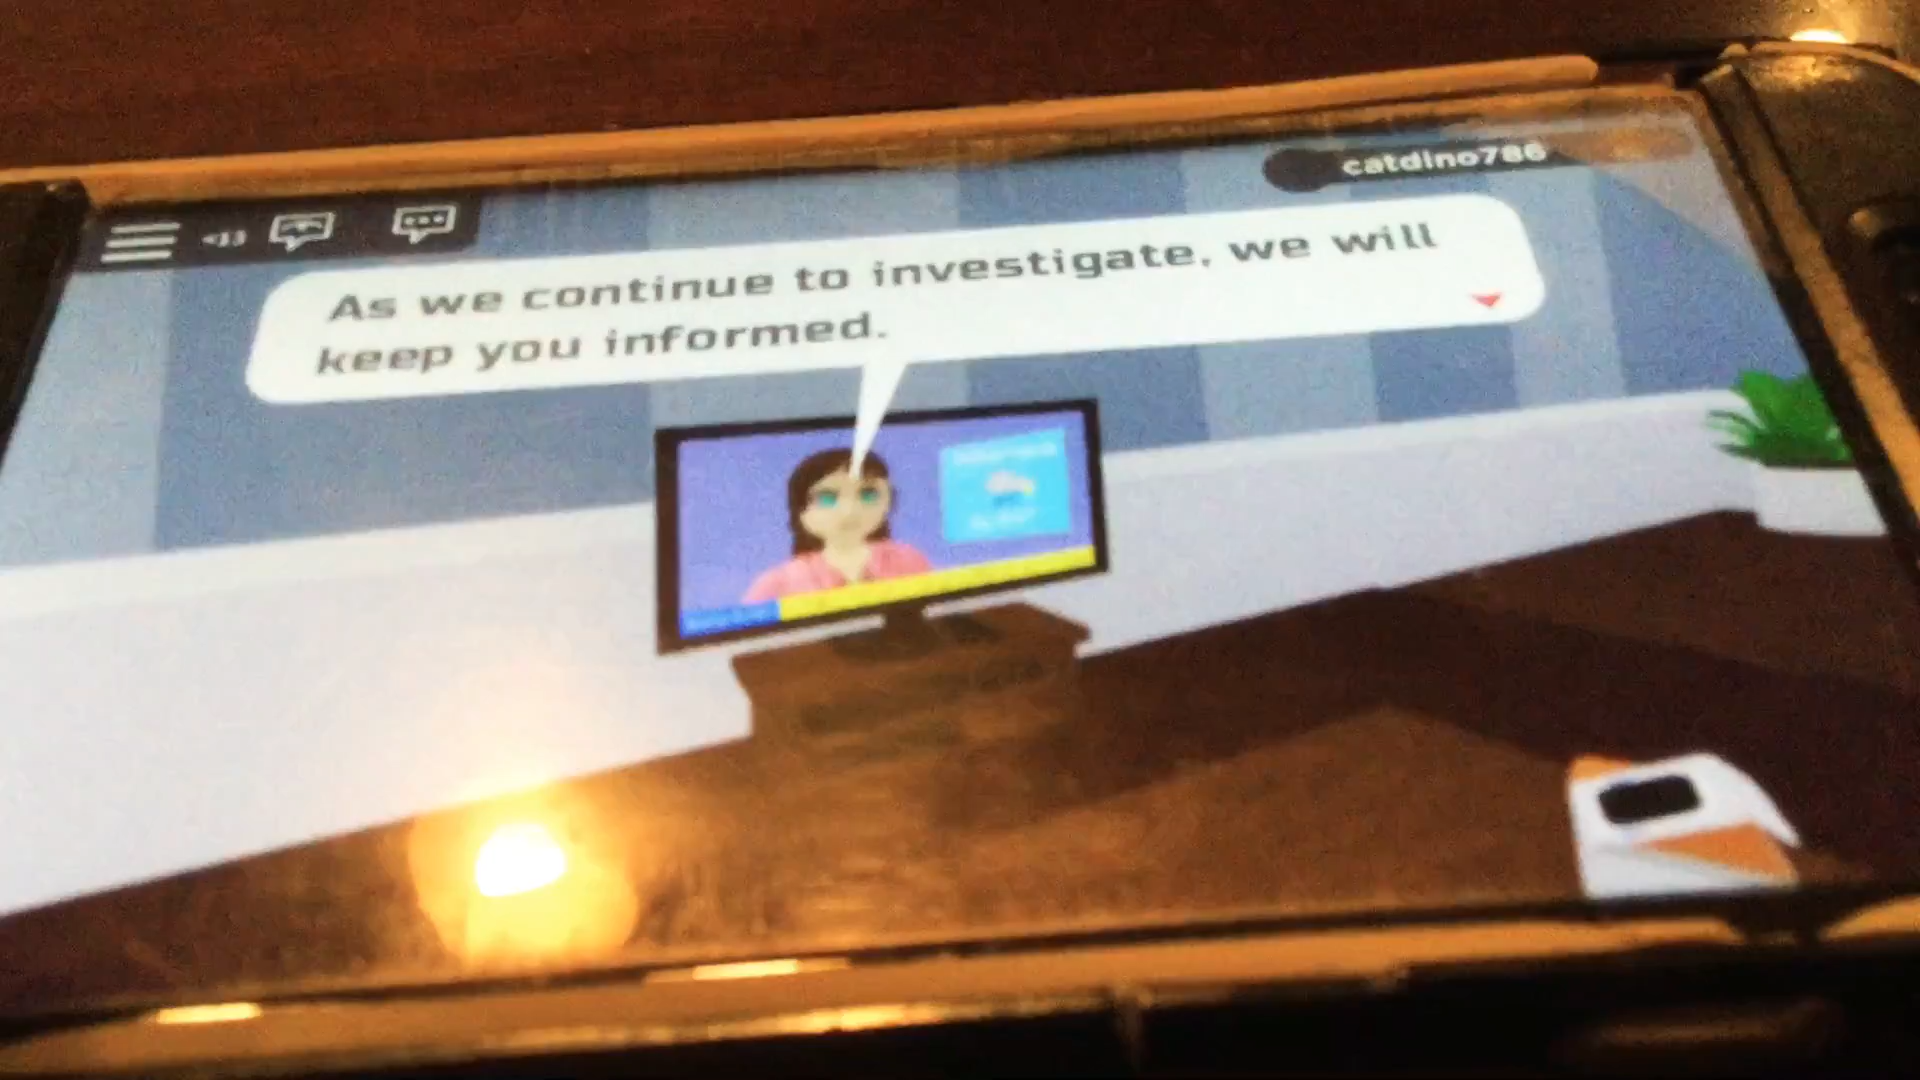 catdino786
As we continue to investigate, we will
keep you informed.